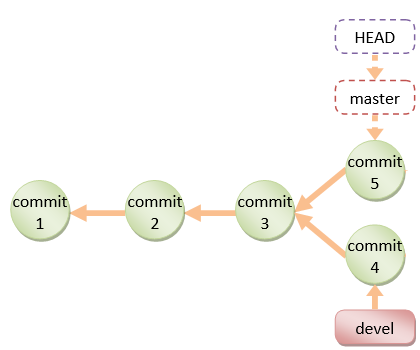 HEAD
master
commit
5
commit
1
commit
2
commit
3
commit
4
devel